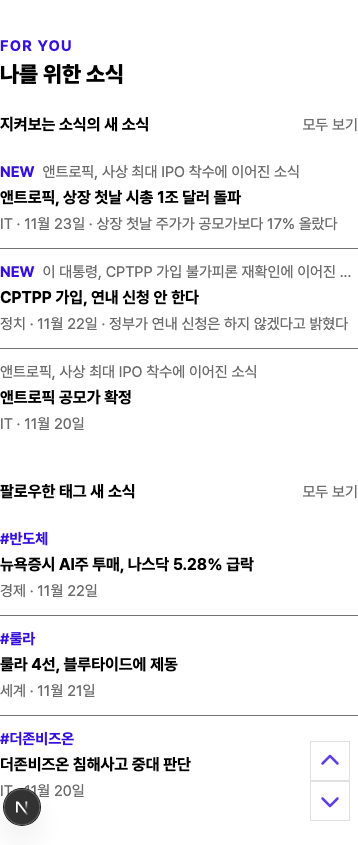 FOR YOU
나를 위한 소식
지켜보는 소식의 새 소식 모두 보기
NEW 앤트로픽, 사상 최대 IPO 착수에 이어진 소식
앤트로픽, 상장 첫날 시총 1조 달러 돌파
IT · 11월 23일 · 상장 첫날 주가가 공모가보다 17% 올랐다
NEW 이 대통령, CPTPP 가입 불가피론 재확인에 이어진 ...
CPTPP 가입, 연내 신청 안 한다
정치 · 11월 22일 · 정부가 연내 신청은 하지 않겠다고 밝혔다
앤트로픽, 사상 최대 IPO 착수에 이어진 소식
앤트로픽 공모가 확정
IT · 11월 20일
팔로우한 태그 새 소식 모두 보기
#반도체
뉴욕증시 AI주 투매, 나스닥 5.28% 급락
경제 · 11월 22일
#룰라
룰라 4선, 블루타이드에 제동
세계 · 11월 21일
#더존비즈온
더존비즈온 침해사고 중대 판단
IT · 11월 20일
N